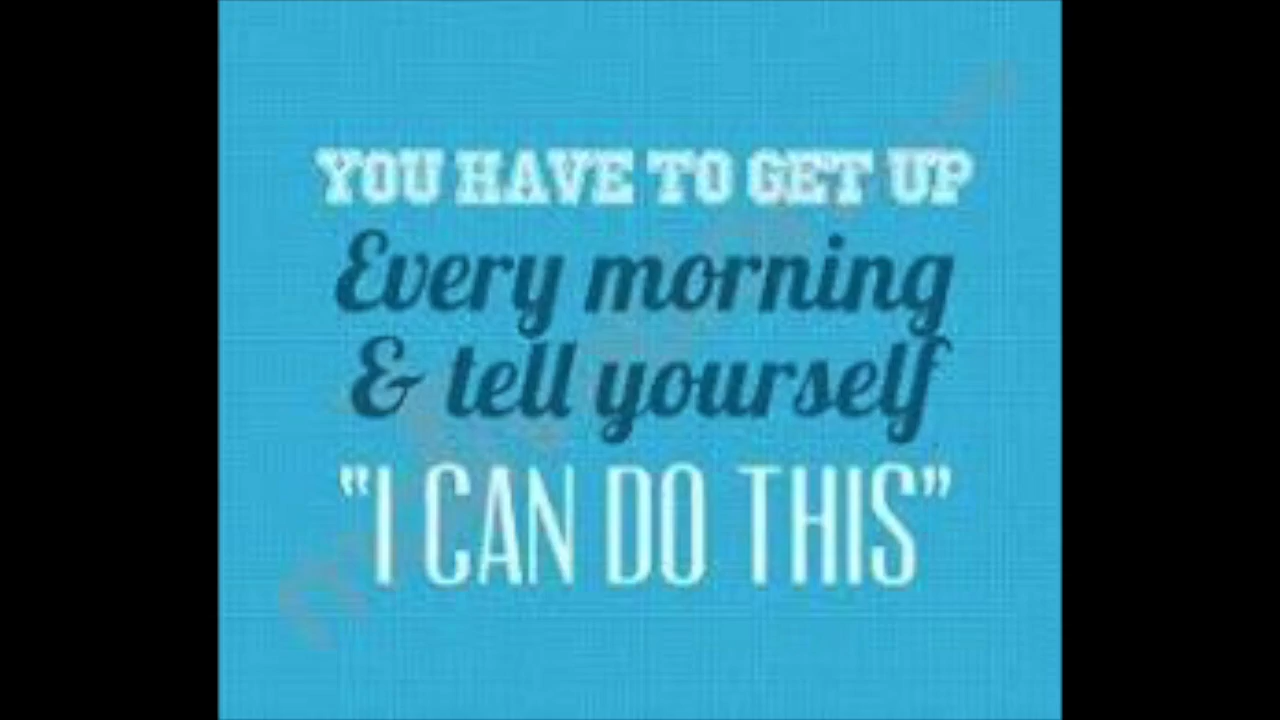 YOU HAVE TO GET UP
Every morning
& tell yourself
"I CAN DO THIS"